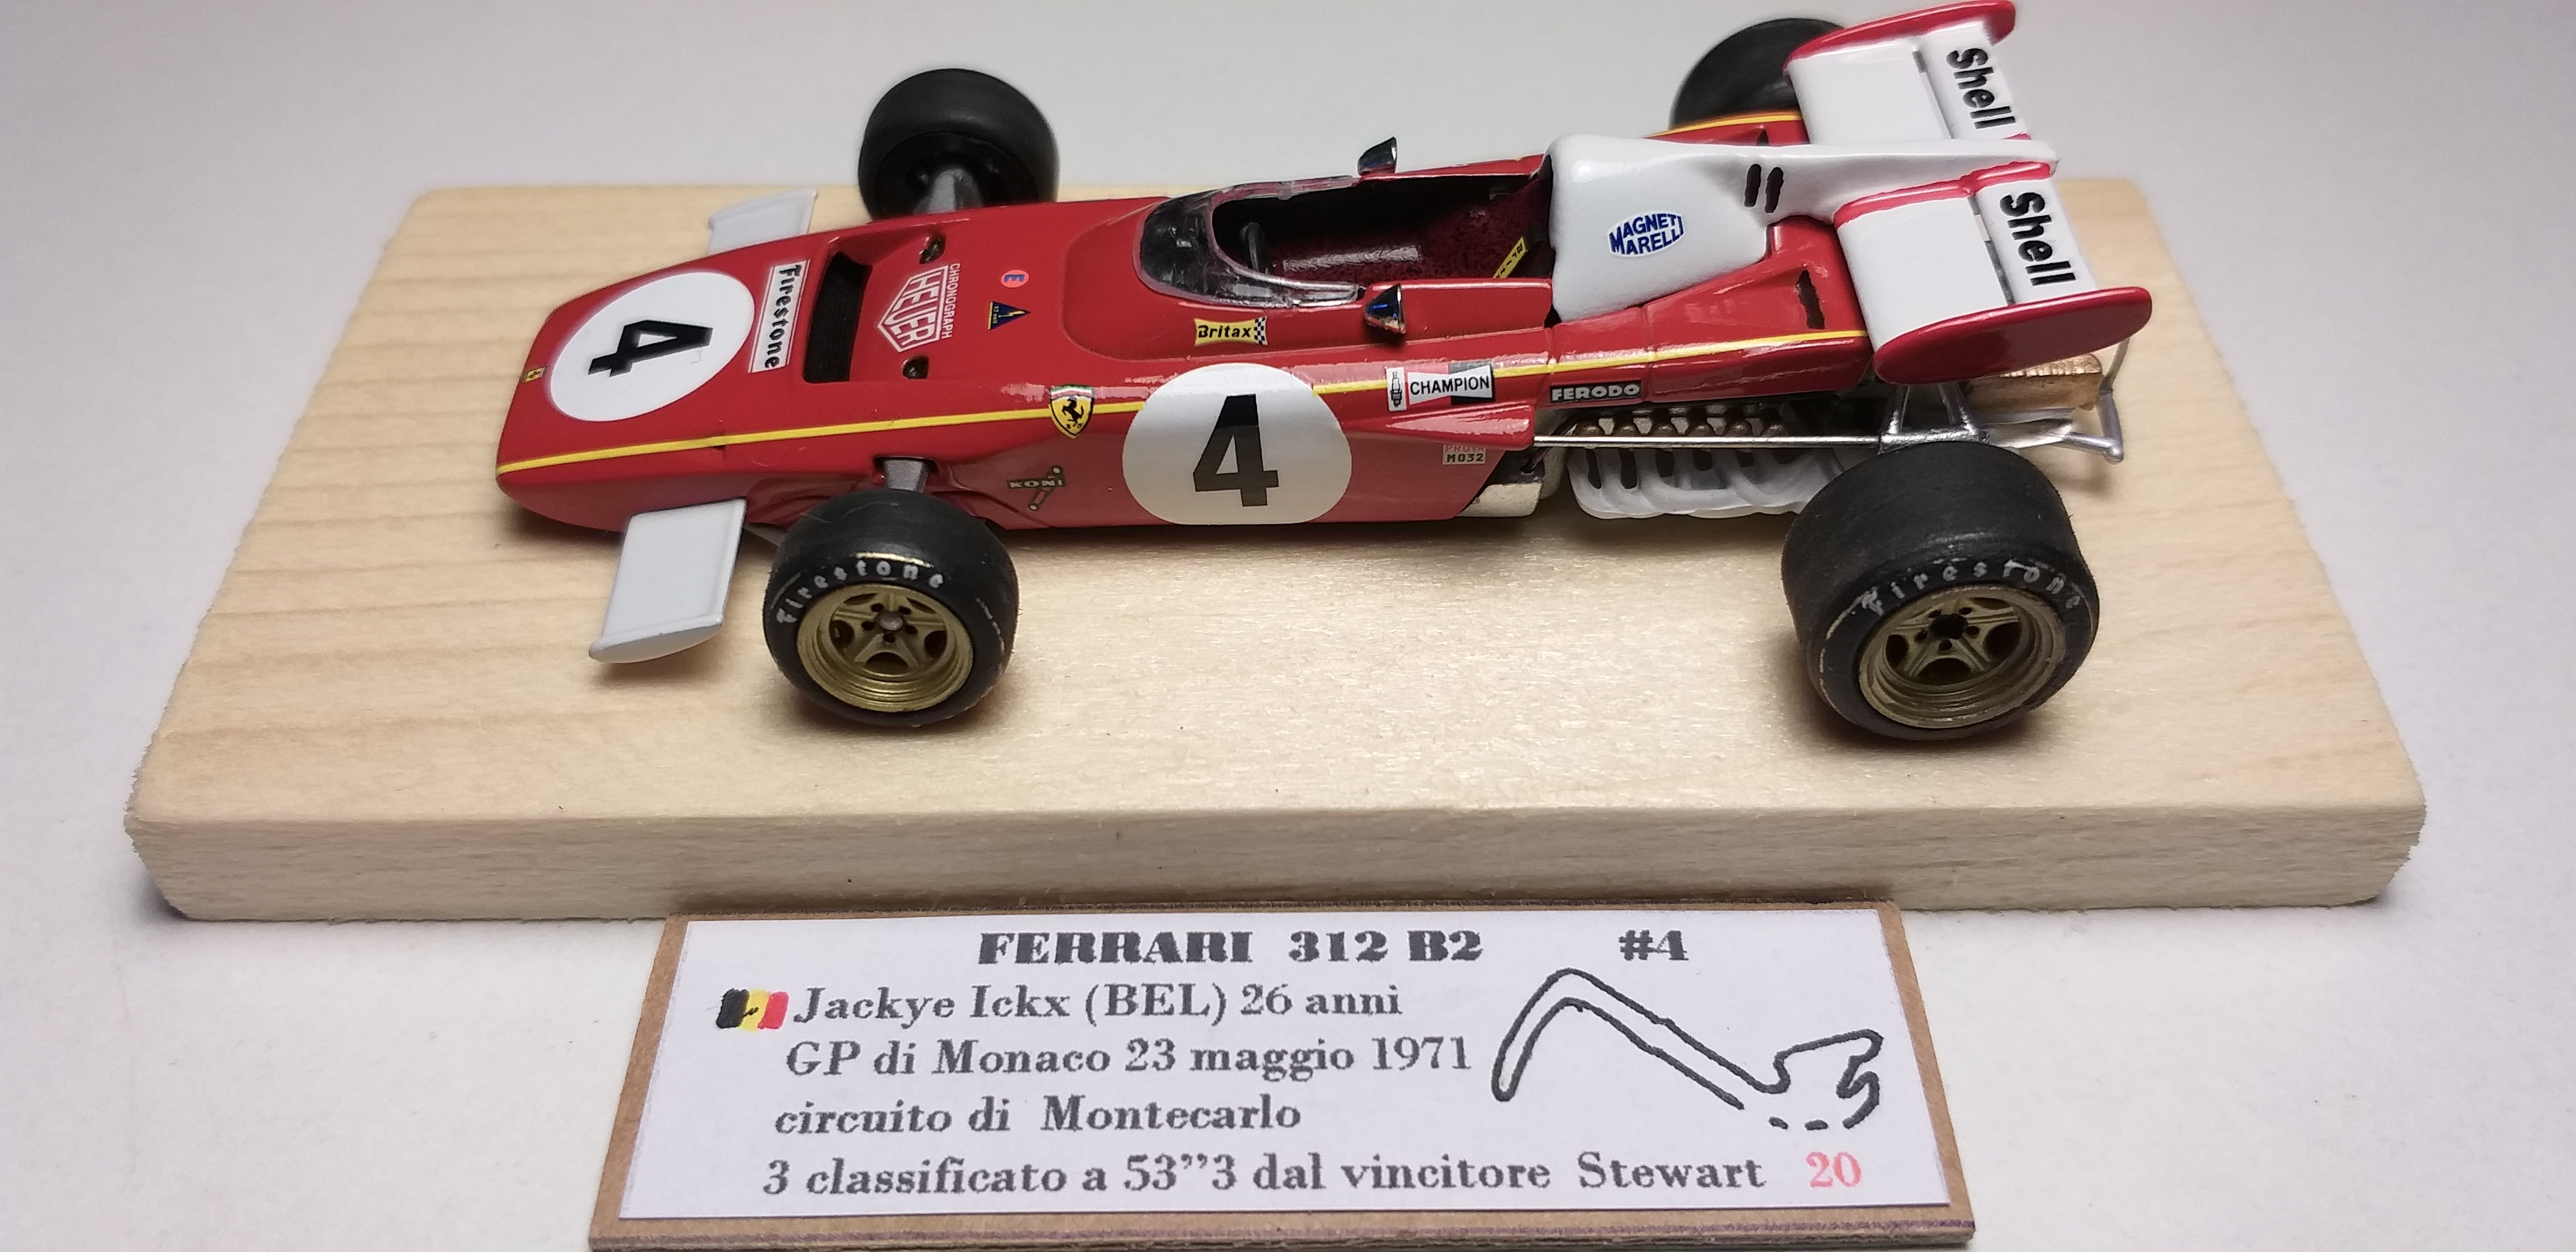 Shell
Shell
MAGNETI
MARELLI
CHRONOGRAPH
HEUER
Firestone
E
4
Britax
CHAMPION
FERODO
4
KONI
PROVA
MO32
Firestone
Firestone
FERRARI 312 B2 #4
Jackye Ickx (BEL) 26 anni
GP di Monaco 23 maggio 1971
circuito di Montecarlo
3 classificato a 53”3 dal vincitore Stewart 20